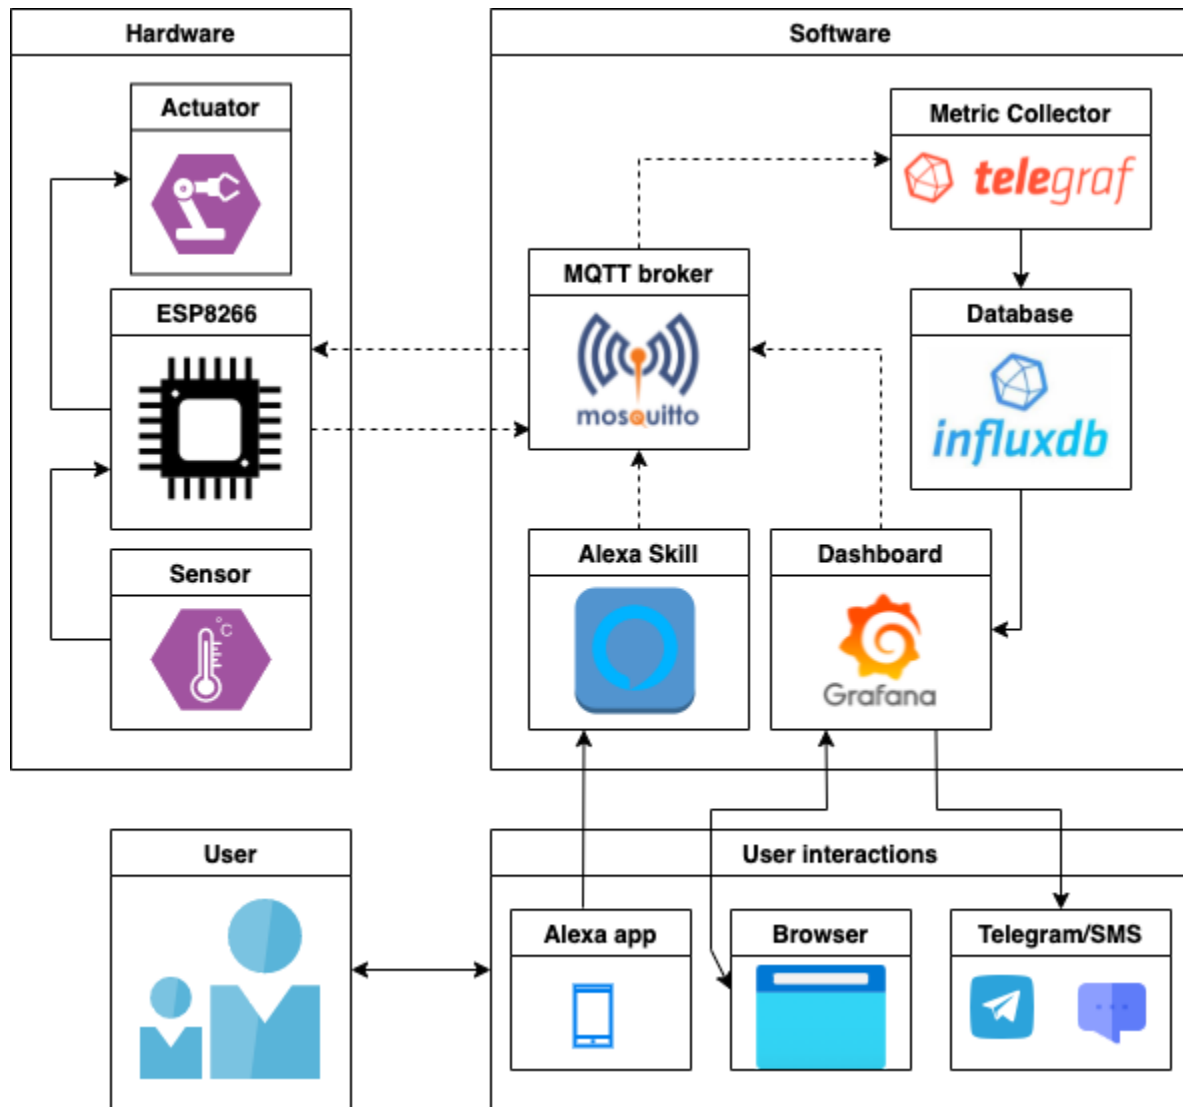 Hardware
Software
Actuator
Metric Collector
telegraf
ESP8266
MQTT broker
mosquitto
Database
influxdb
Sensor
°C
Alexa Skill
Dashboard
Grafana
User
User interactions
Alexa app
Browser
Telegram/SMS